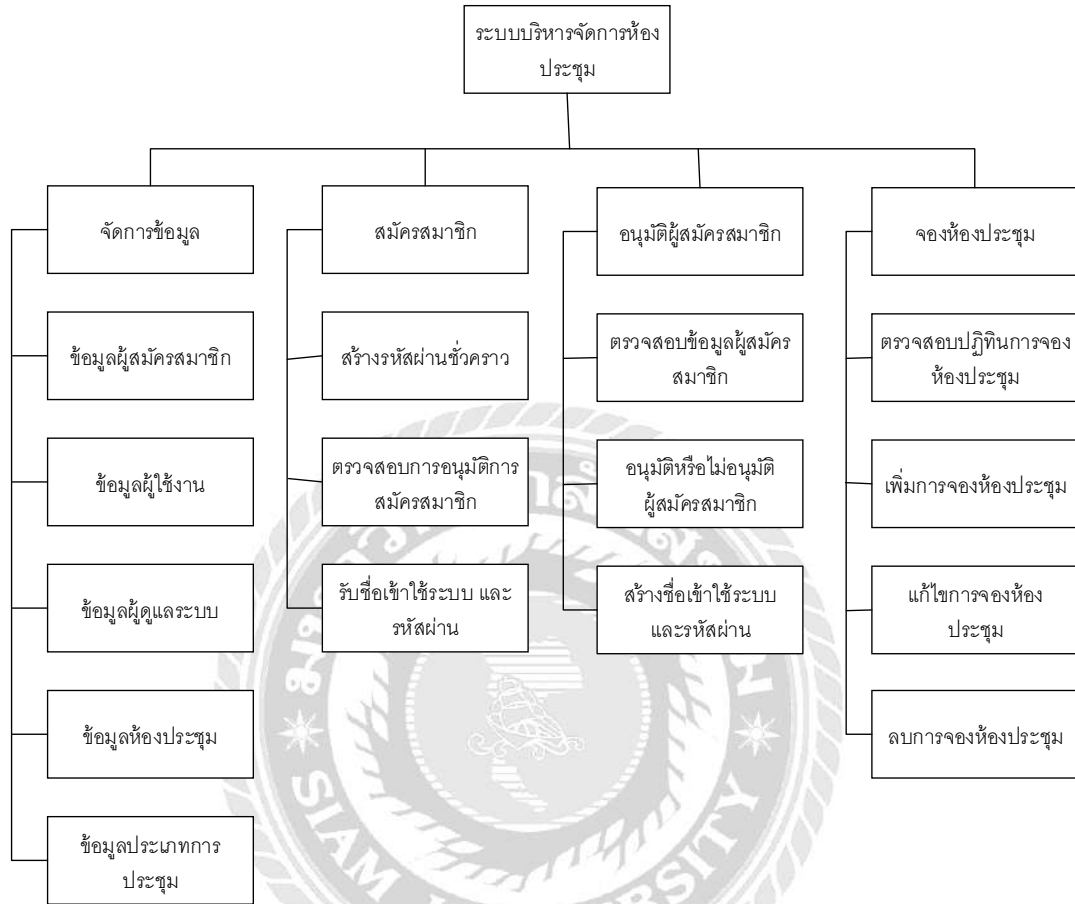 ระบบบริหารจัดการห้อง
ประชุม
จัดการข้อมูล
ข้อมูลผู้สมัครสมาชิก
ข้อมูลผู้ใช้งาน
ข้อมูลผู้ดูแลระบบ
ข้อมูลห้องประชุม
ข้อมูลประเภทการ
ประชุม
สมัครสมาชิก
สร้างรหัสผ่านชั่วคราว
ตรวจสอบการอนุมัติการ
สมัครสมาชิก
รับชื่อเข้าใช้ระบบ และ
รหัสผ่าน
อนุมัติผู้สมัครสมาชิก
ตรวจสอบข้อมูลผู้สมัคร
สมาชิก
อนุมัติหรือไม่อนุมัติ
ผู้สมัครสมาชิก
สร้างชื่อเข้าใช้ระบบ
และรหัสผ่าน
จองห้องประชุม
ตรวจสอบปฏิทินการจอง
ห้องประชุม
เพิ่มการจองห้องประชุม
แก้ไขการจองห้อง
ประชุม
ลบการจองห้องประชุม
SIAM